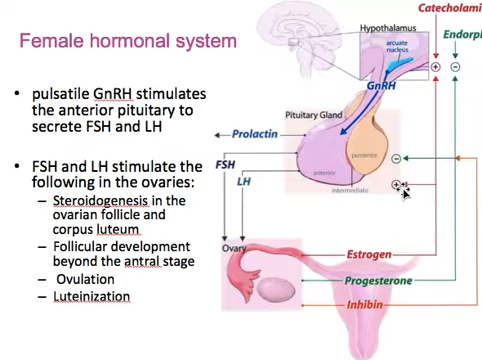 Female hormonal system
• pulsatile GnRH stimulates
the anterior pituitary to
secrete FSH and LH
• FSH and LH stimulate the
following in the ovaries:
– Steroidogenesis in the
ovarian follicle and
corpus luteum
– Follicular development
beyond the antral stage
– Ovulation
– Luteinization
Catecholami
Endorpl
Hypothalamus
arcuate
nucleus
GnRH
Pituitary Gland
Prolactin
posterior
FSH
anterior
LH
intermediate
Ovary
Estrogen
Progesterone
Inhibin